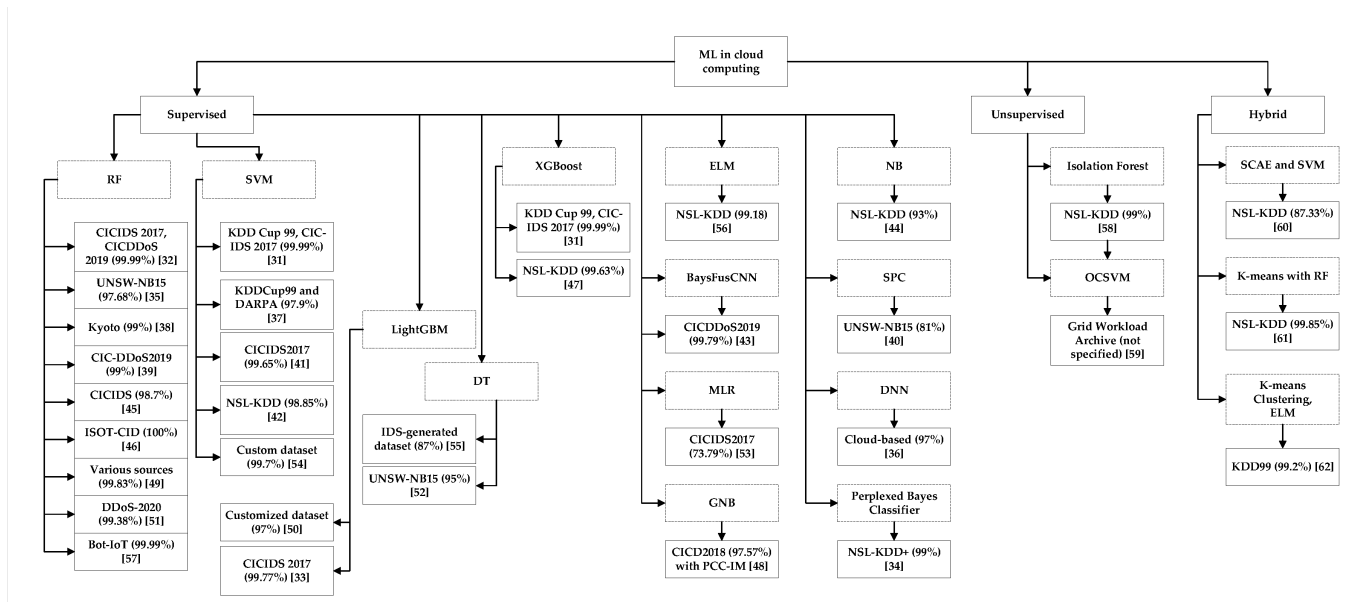 ML in cloud
computing
Supervised
Unsupervised
Hybrid
RF
CICIDS 2017,
CICDDoS
2019 (99.99%)
[32]
UNSW-NB15
(97.68%) [35]
Kyoto (99%) [38]
CIC-DDoS2019
(99%) [39]
CICIDS (98.7%)
[45]
ISOT-CID (100%)
[46]
Various sources
(99.83%) [49]
DDoS-2020
(99.38%) [51]
Bot-IoT (99.99%)
[57]
SVM
KDD Cup 99, CIC-
IDS 2017 (99.99%)
[31]
KDDCup99 and
DARPA (97.9%)
[37]
CICIDS2017
(99.65%) [41]
NSL-KDD (98.85%)
[42]
Custom dataset
(99.7%) [54]
LightGBM
Customized dataset
(97%) [50]
CICIDS 2017
(99.77%) [33]
DT
IDS-generated
dataset (87%) [55]
UNSW-NB15 (95%)
[52]
XGBoost
KDD Cup 99, CIC-
IDS 2017 (99.99%)
[31]
NSL-KDD (99.63%)
[47]
ELM
NSL-KDD (99.18)
[56]
BaysFusCNN
CICDDoS2019
(99.79%) [43]
MLR
CICIDS2017
(73.79%) [53]
GNB
CICD2018 (97.57%)
with PCC-IM [48]
NB
NSL-KDD (93%)
[44]
SPC
UNSW-NB15 (81%)
[40]
DNN
Cloud-based (97%)
[36]
Perplexed Bayes
Classifier
NSL-KDD+ (99%)
[34]
Isolation Forest
NSL-KDD (99%)
[58]
OCSVM
Grid Workload
Archive (not
specified) [59]
SCAE and SVM
NSL-KDD (87.33%)
[60]
K-means with RF
NSL-KDD (99.85%)
[61]
K-means
Clustering,
ELM
KDD99 (99.2%) [62]